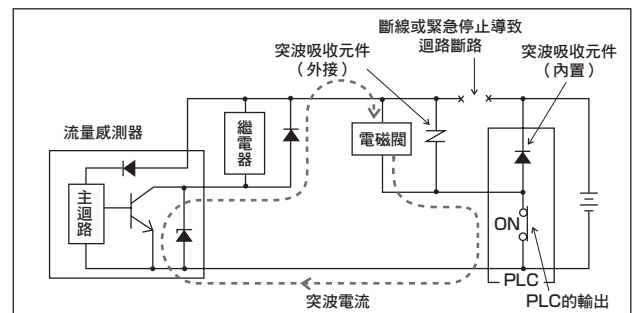 斷線或緊急停止導致
迴路斷路
突波吸收元件
（外接）
突波吸收元件
（內置）
流量感測器
繼電器
電磁閥
主迴路
ON
PLC
PLC的輸出
突波電流